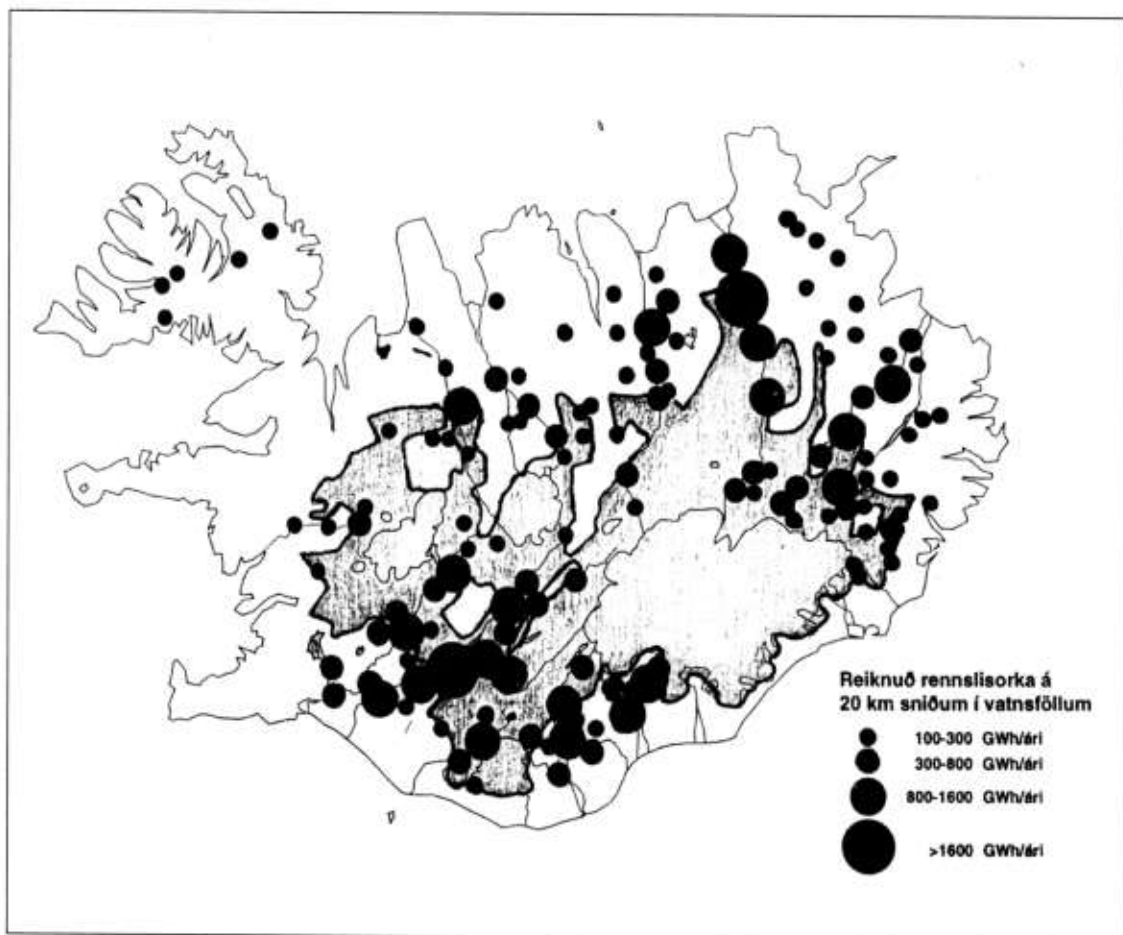 Reiknuð rennslisorka á
20 km sniðum í vatnsföllum
100-300 GWh/ári
300-800 GWh/ári
800-1600 GWh/ári
>1600 GWh/ári